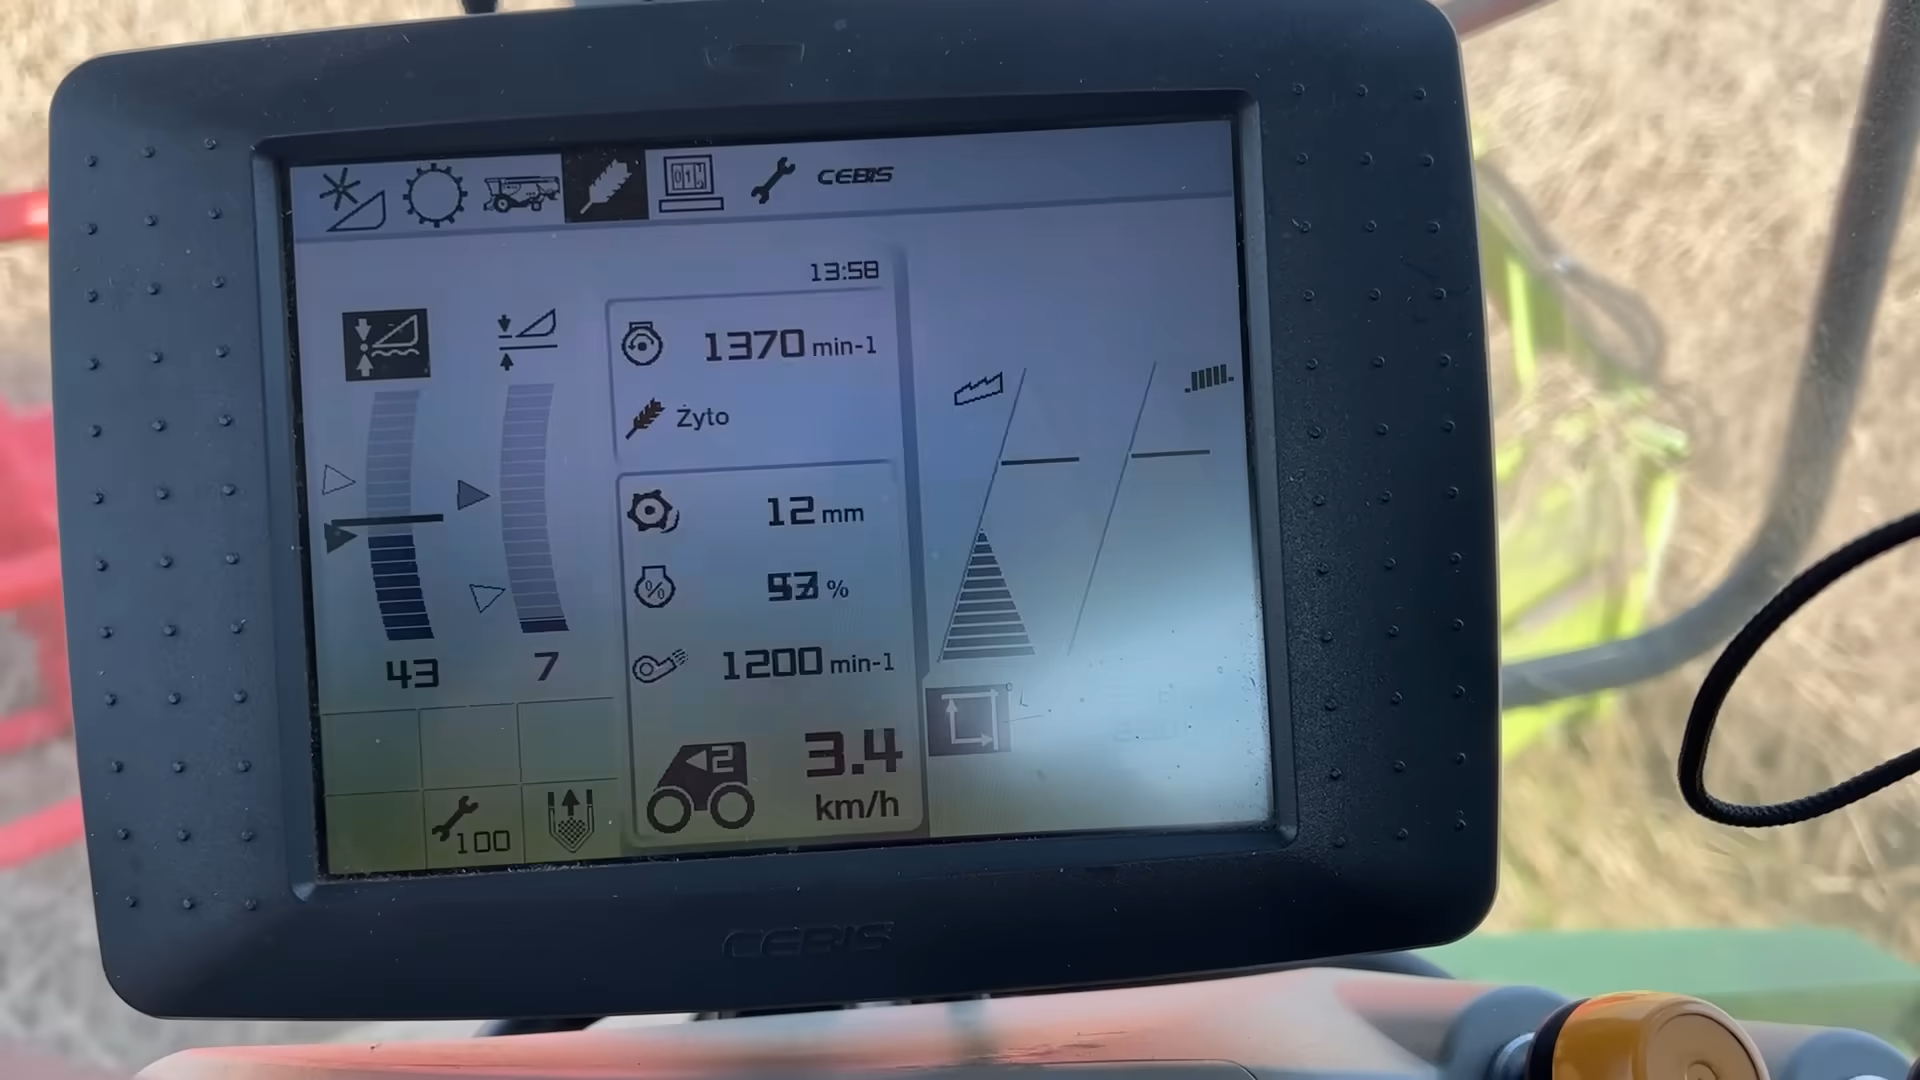 CEBIS
13:58
1370 min-1
Żyto
12 mm
%
1200 min-1
43
7
2
3.4
km/h
100
CEBIS